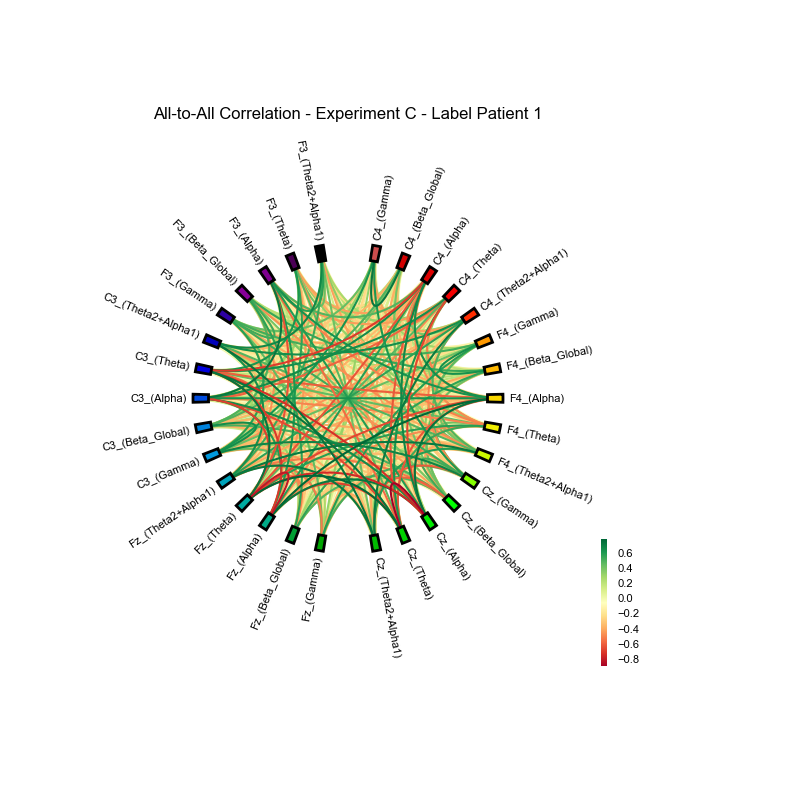 All-to-All Correlation - Experiment C - Label Patient 1
F3_(Theta2+Alpha1)
C4_(Gamma)
C4_(Beta_Global)
C4_(Alpha)
C4_(Theta)
C4_(Theta2+Alpha1)
F4_(Gamma)
F4_(Beta_Global)
F4_(Alpha)
F4_(Theta)
F4_(Theta2+Alpha1)
Cz_(Gamma)
Cz_(Beta_Global)
Cz_(Alpha)
Cz_(Theta)
Cz_(Theta2+Alpha1)
Fz_(Gamma)
Fz_(Beta_Global)
Fz_(Alpha)
Fz_(Theta)
Fz_(Theta2+Alpha1)
C3_(Gamma)
C3_(Beta_Global)
C3_(Alpha)
C3_(Theta)
C3_(Theta2+Alpha1)
F3_(Gamma)
F3_(Beta_Global)
F3_(Alpha)
F3_(Theta)
0.6
0.4
0.2
0.0
−0.2
−0.4
−0.6
−0.8